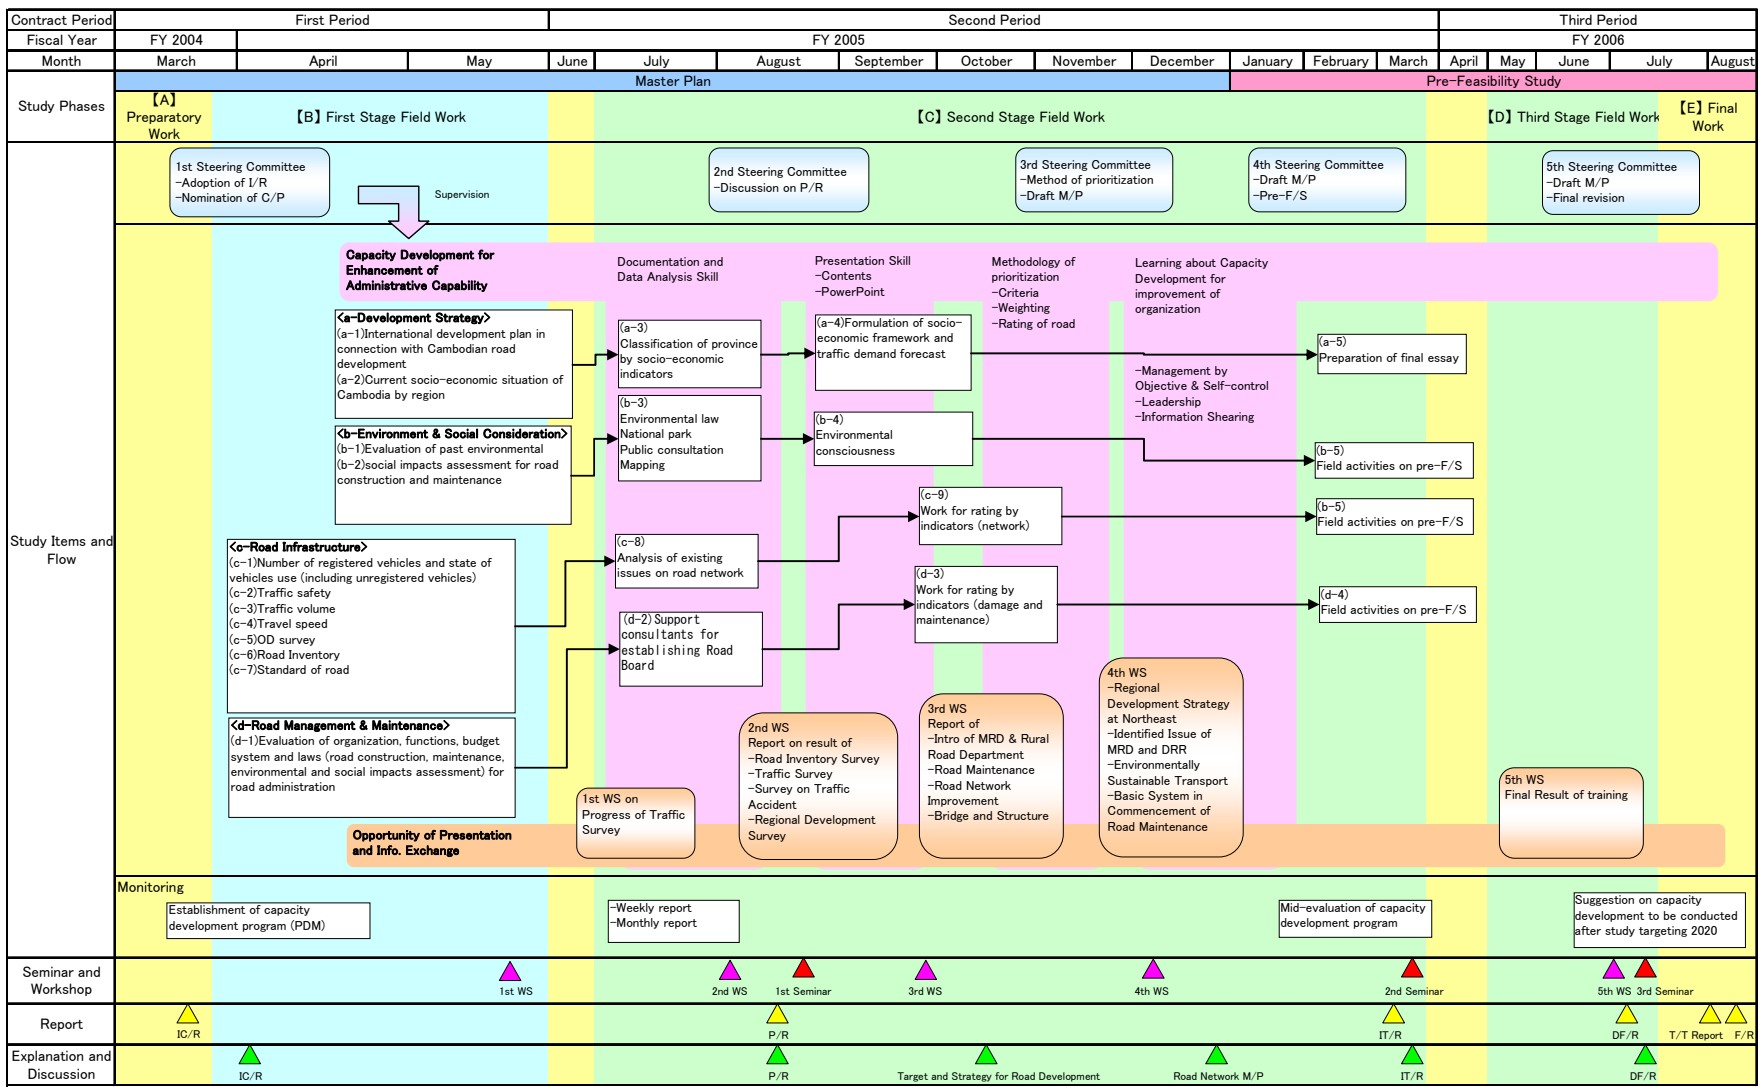 Contract Period
First Period
Second Period
Third Period
Fiscal Year
FY 2004
FY 2005
FY 2006
Month
March
April
May
June
July
August
September
October
November
December
January
February
March
April
May
June
July
August
Study Phases
Master Plan
Pre-Feasibility Study
【A】
Preparatory
Work
【B】 First Stage Field Work
【C】 Second Stage Field Work
【D】 Third Stage Field Work
【E】 Final
Work
Study Items and
Flow
1st Steering Committee
-Adoption of I/R
-Nomination of C/P
2nd Steering Committee
-Discussion on P/R
3rd Steering Committee
-Method of prioritization
-Draft M/P
4th Steering Committee
-Draft M/P
-Pre-F/S
5th Steering Committee
-Draft M/P
-Final revision
Supervision
Capacity Development for
Enhancement of
Administrative Capability
Documentation and
Data Analysis Skill
Presentation Skill
-Contents
-PowerPoint
Methodology of
prioritization
-Criteria
-Weighting
-Rating of road
Learning about Capacity
Development for
improvement of
organization
-Management by
Objective & Self-control
-Leadership
-Information Shearing
<a-Development Strategy>
(a-1)International development plan in
connection with Cambodian road
development
(a-2)Current socio-economic situation of
Cambodia by region
(a-3)
Classification of province
by socio-economic
indicators
(a-4)Formulation of socio-
economic framework and
traffic demand forecast
(a-5)
Preparation of final essay
<b-Environment & Social Consideration>
(b-1)Evaluation of past environmental
(b-2)social impacts assessment for road
construction and maintenance
(b-3)
Environmental law
National park
Public consultation
Mapping
(b-4)
Environmental
consciousness
(b-5)
Field activities on pre-F/S
(c-9)
Work for rating by
indicators (network)
(b-5)
Field activities on pre-F/S
<c-Road Infrastructure>
(c-1)Number of registered vehicles and state of
vehicles use (including unregistered vehicles)
(c-2)Traffic safety
(c-3)Traffic volume
(c-4)Travel speed
(c-5)OD survey
(c-6)Road Inventory
(c-7)Standard of road
(c-8)
Analysis of existing
issues on road network
(d-3)
Work for rating by
indicators (damage and
maintenance)
(d-4)
Field activities on pre-F/S
(d-2)Support
consultants for
establishing Road
Board
<d-Road Management & Maintenance>
(d-1)Evaluation of organization, functions, budget
system and laws (road construction, maintenance,
environmental and social impacts assessment) for
road administration
1st WS on
Progress of Traffic
Survey
2nd WS
Report on result of
-Road Inventory Survey
-Traffic Survey
-Survey on Traffic
Accident
-Regional Development
Survey
3rd WS
Report of
-Intro of MRD & Rural
Road Department
-Road Maintenance
-Road Network
Improvement
-Bridge and Structure
4th WS
-Regional
Development Strategy
at Northeast
-Identified Issue of
MRD and DRR
-Environmentally
Sustainable Transport
-Basic System in
Commencement of
Road Maintenance
5th WS
Final Result of training
Opportunity of Presentation
and Info. Exchange
Monitoring
Establishment of capacity
development program (PDM)
-Weekly report
-Monthly report
Mid-evaluation of capacity
development program
Suggestion on capacity
development to be conducted
after study targeting 2020
Seminar and
Workshop
1st WS
2nd WS
1st Seminar
3rd WS
4th WS
2nd Seminar
5th WS
3rd Seminar
Report
IC/R
P/R
IT/R
DF/R
T/T Report
F/R
Explanation and
Discussion
IC/R
P/R
Target and Strategy for Road Development
Road Network M/P
IT/R
DF/R